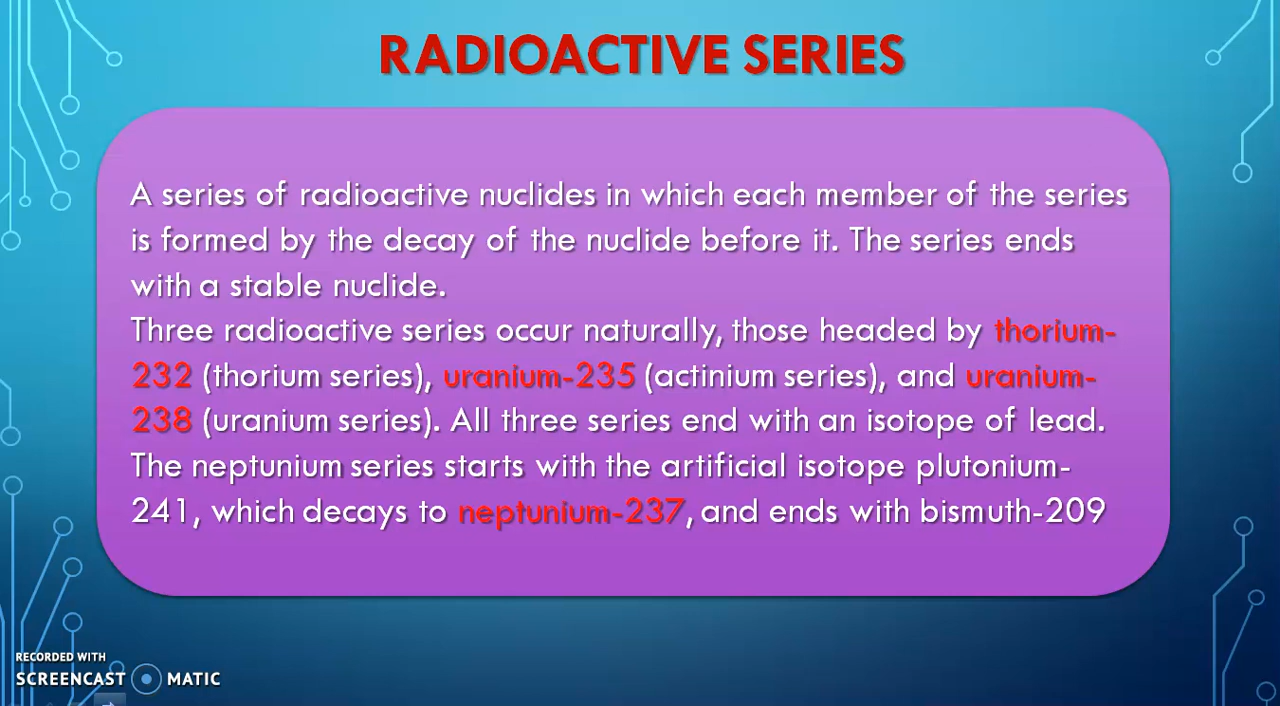 RADIOACTIVE SERIES
A series of radioactive nuclides in which each member of the series
is formed by the decay of the nuclide before it. The series ends
with a stable nuclide.
Three radioactive series occur naturally, those headed by thorium-
232 (thorium series), uranium-235 (actinium series), and uranium-
238 (uranium series). All three series end with an isotope of lead.
The neptunium series starts with the artificial isotope plutonium-
241, which decays to neptunium-237, and ends with bismuth-209
RECORDED WITH
SCREENCAST MATIC